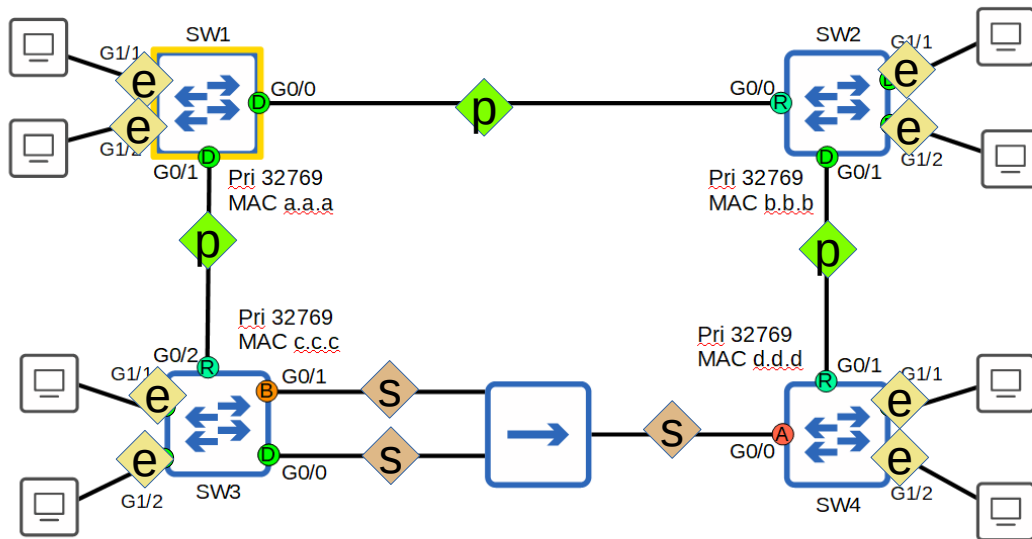 SW1
SW2
G1/1
e
G0/0
D
p
G0/0
R
G1/1
e
e
G1/2
G0/1
D
Pri 32769
MAC a.a.a
Pri 32769
MAC b.b.b
D
G0/1
e
G1/2
p
p
Pri 32769
MAC c.c.c
Pri 32769
MAC d.d.d
G0/2
R
G0/1
R
G1/1
e
B
G0/1
s
G1/1
e
s
A
G0/0
e
G1/2
D
G0/0
s
e
G1/2
SW3
SW4